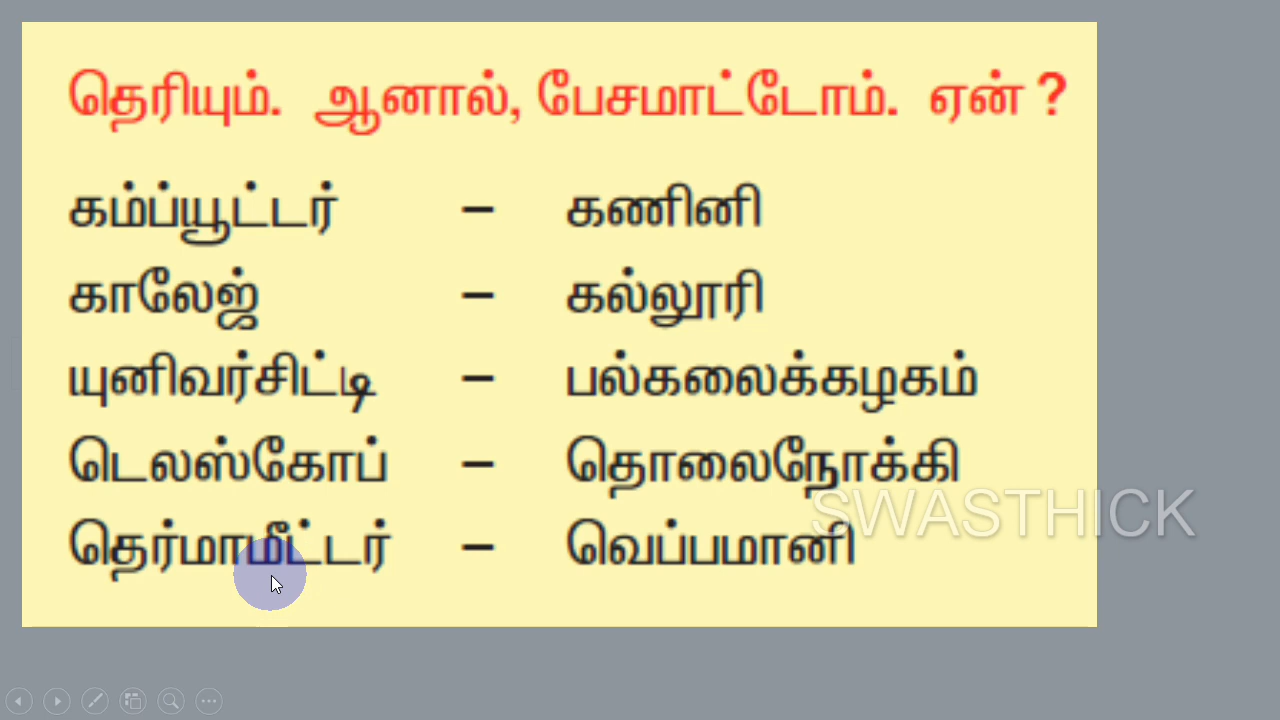 தெரியும். ஆனால், பேசமாட்டோம். ஏன் ?
கம்ப்யூட்டர் – கணினி
காலேஜ் – கல்லூரி
யுனிவர்சிட்டி – பல்கலைக்கழகம்
டெலஸ்கோப் – தொலைநோக்கி
தெர்மாமீட்டர் – வெப்பமானி
SWASTHICK